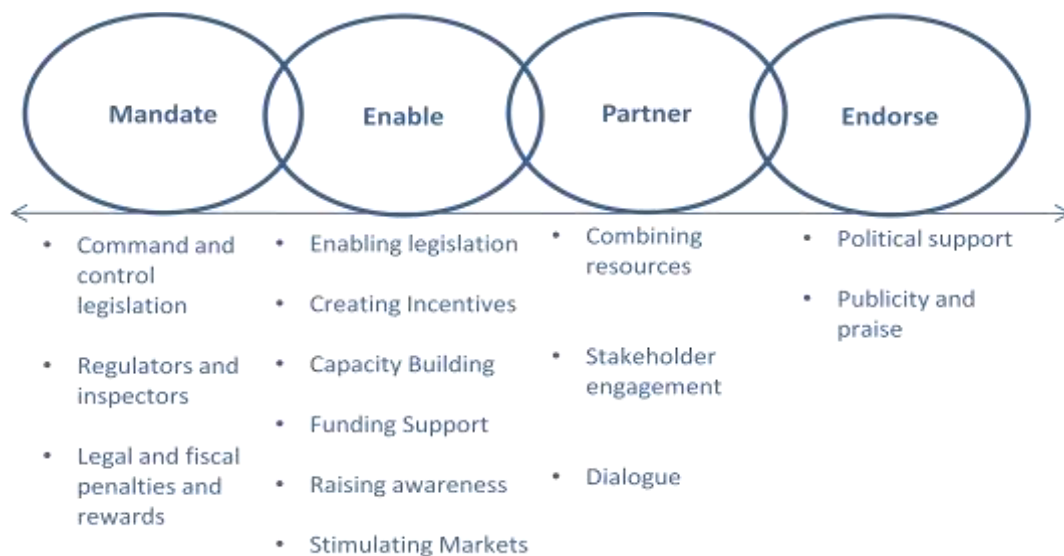 Mandate
Enable
Partner
Endorse
• Command and
control
legislation
• Regulators and
inspectors
• Legal and fiscal
penalties and
rewards
• Enabling legislation
• Creating Incentives
• Capacity Building
• Funding Support
• Raising awareness
• Stimulating Markets
• Combining
resources
• Stakeholder
engagement
• Dialogue
• Political support
• Publicity and
praise